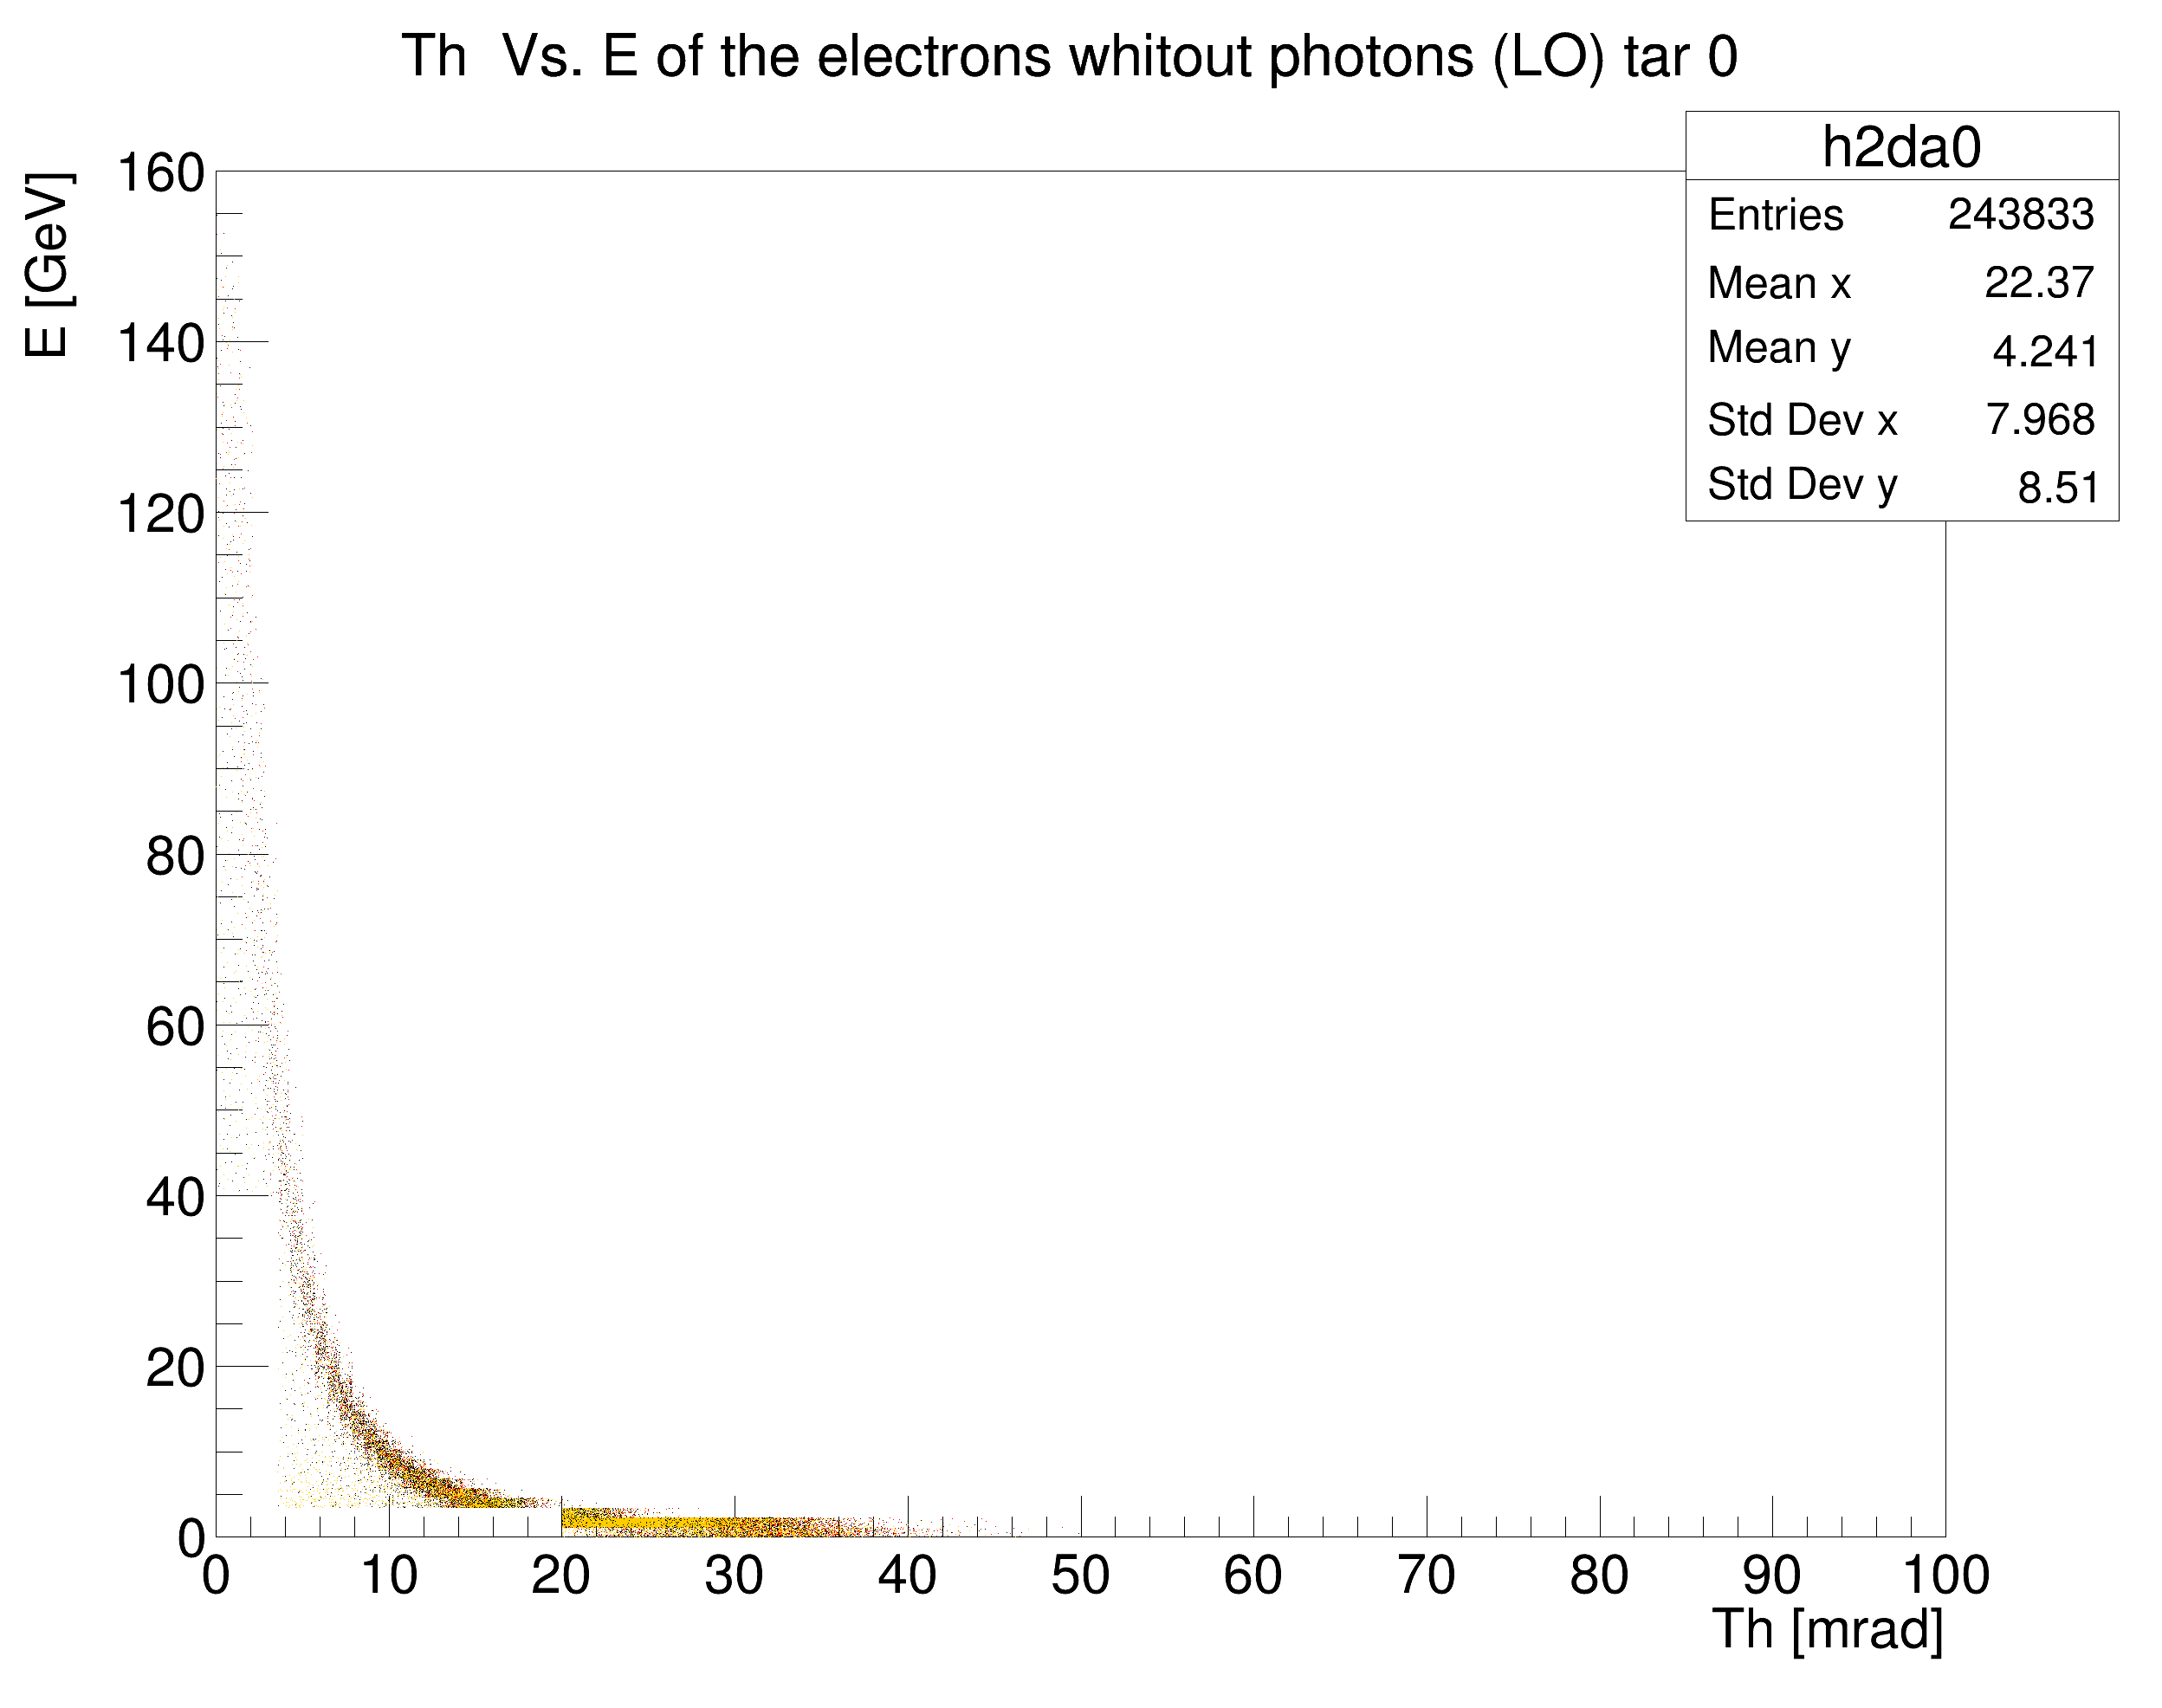 Th  Vs. E of the electrons whitout photons (LO) tar 0
h2da0
Entries 243833
Mean x 22.37
Mean y 4.241
Std Dev x 7.968
Std Dev y 8.51
E [GeV]
160
140
120
100
80
60
40
20
0
0 10 20 30 40 50 60 70 80 90 100
Th [mrad]